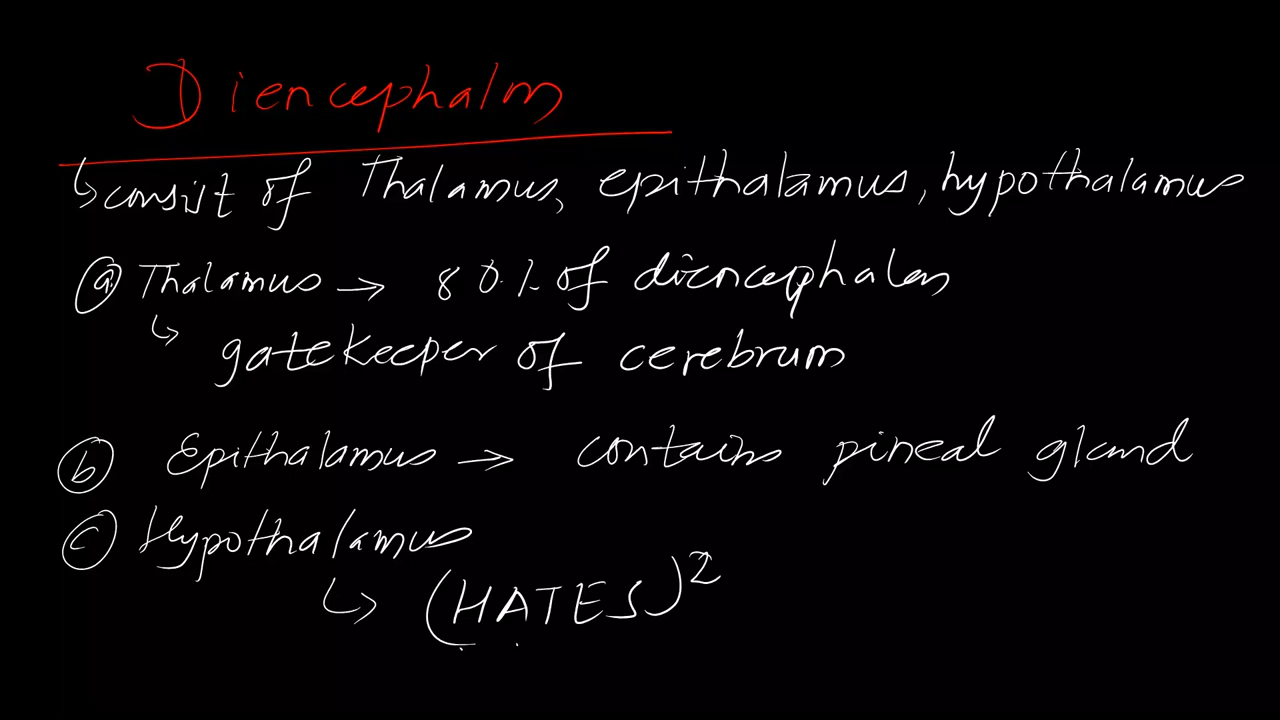 Diencephalon
↳ consist of Thalamus, epithalamus, hypothalamus
ⓐ Thalamus → 80% of diencephalon
↳ gatekeeper of cerebrum
ⓑ Epithalamus → contains pineal gland
ⓒ Hypothalamus
↳ (HATES)²